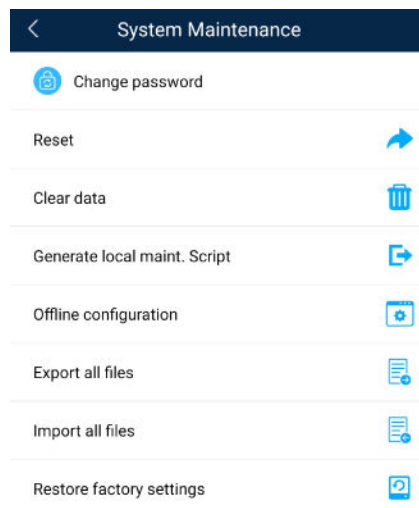 System Maintenance
Change password
Reset
Clear data
Generate local maint. Script
Offline configuration
Export all files
Import all files
Restore factory settings